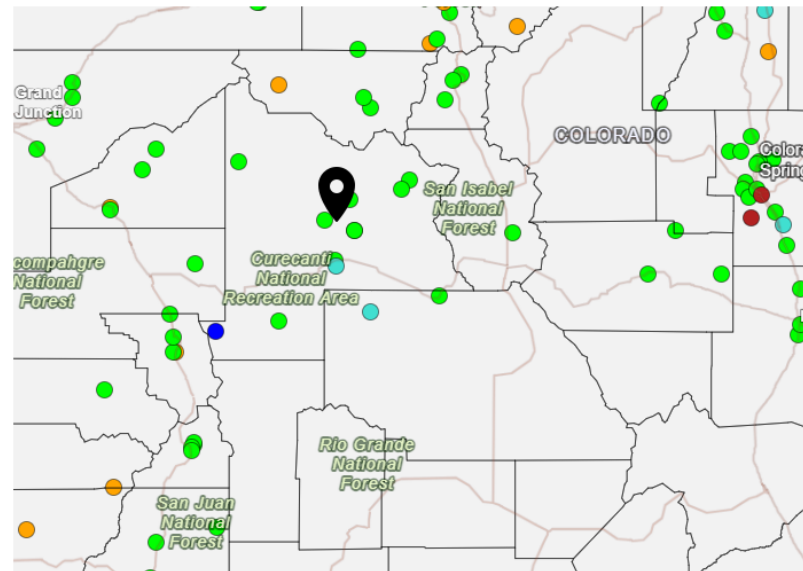 Grand
Junction
COLORADO
Colora
Spring
San Isabel
National
Forest
Curecanti
National
Recreation Area
compahgre
National
Forest
Rio Grande
National
Forest
San Juan
National
Forest